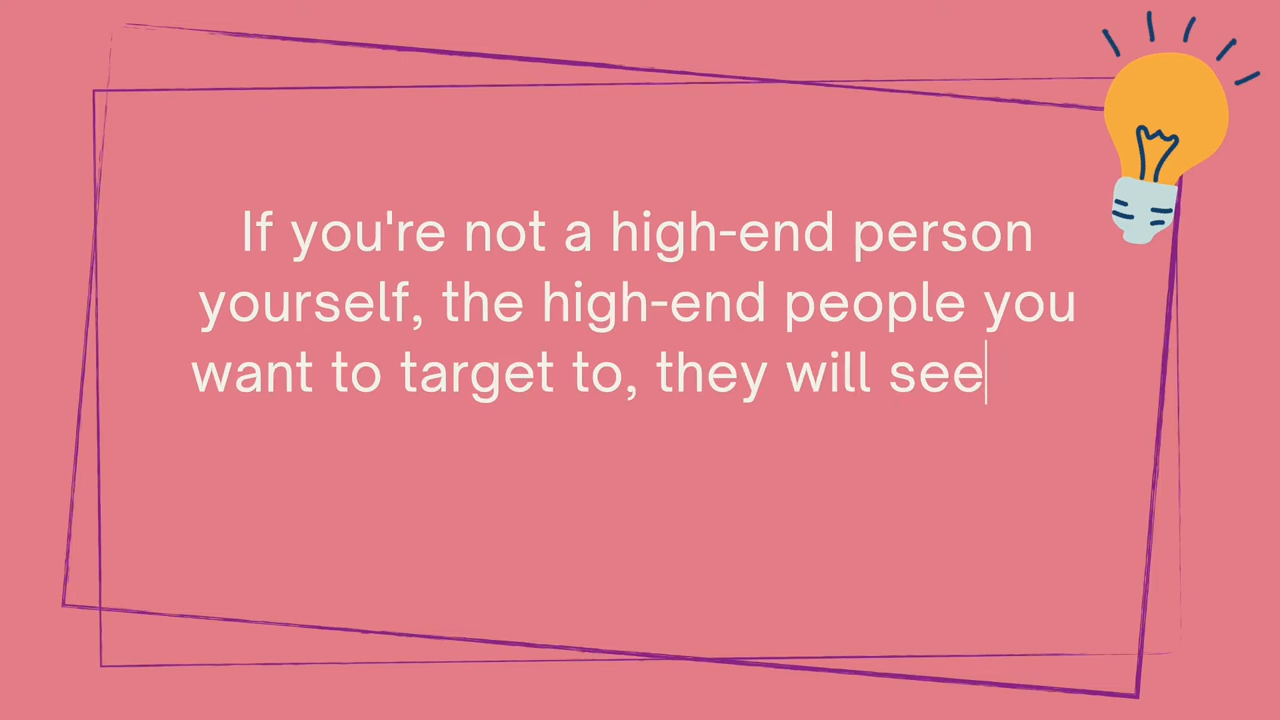 If you're not a high-end person
yourself, the high-end people you
want to target to, they will see